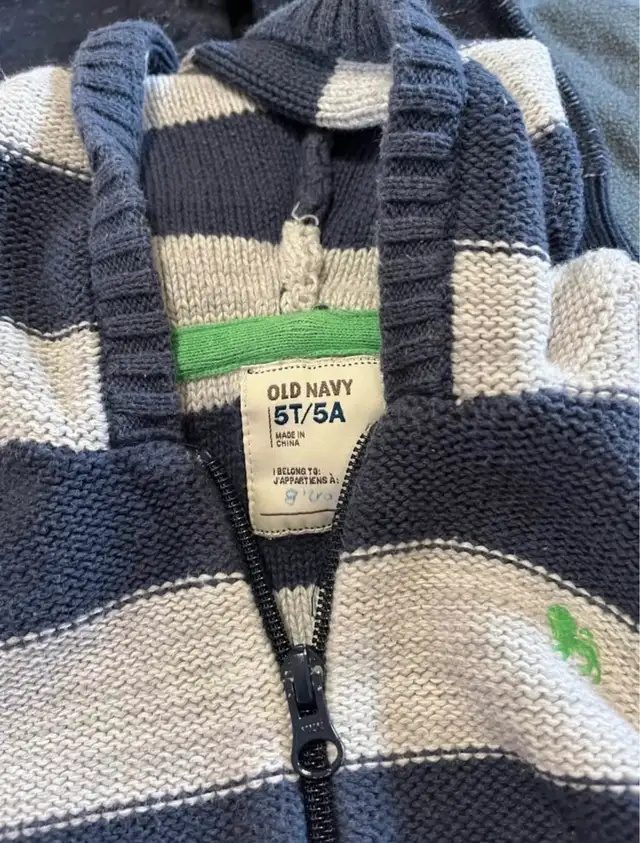 OLD NAVY
5T/5A
MADE IN
CHINA
I BELONG TO:
J'APPARTIENS À: